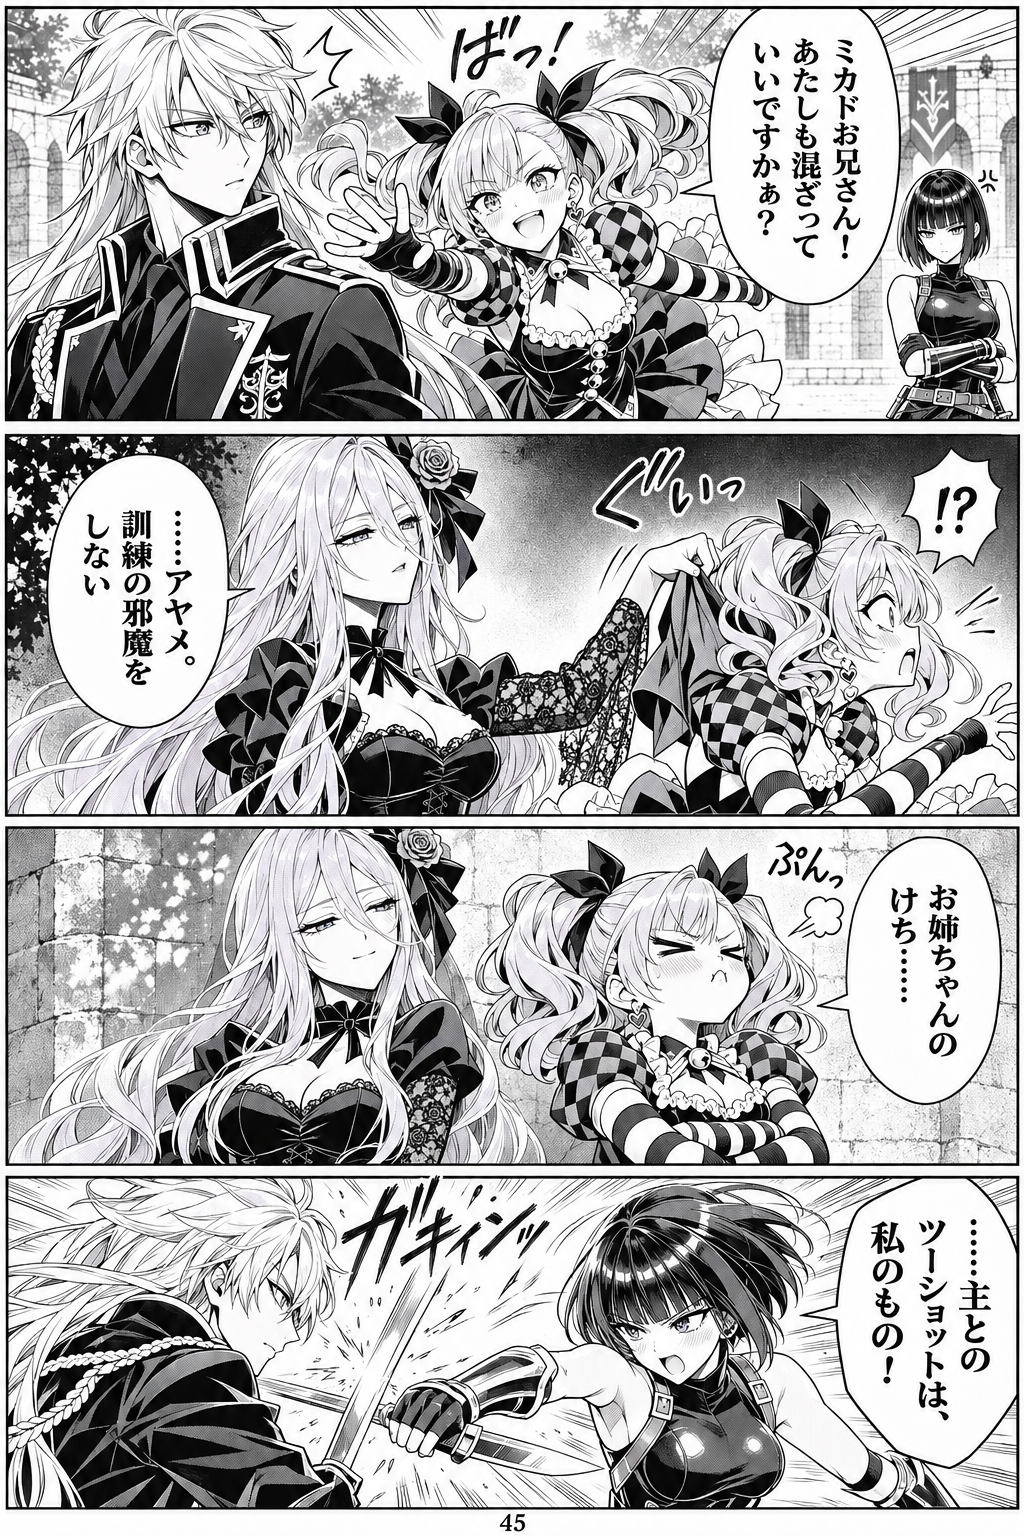 ばっ!
ミカドお兄さん!
あたしも混ざって
いいですかぁ?
ぐいっ
!?
……アヤメ。
訓練の邪魔を
しない
ぷんっ
お姉ちゃんの
けち……
ガキィンッ
……主との
ツーショットは、
私のもの!
45